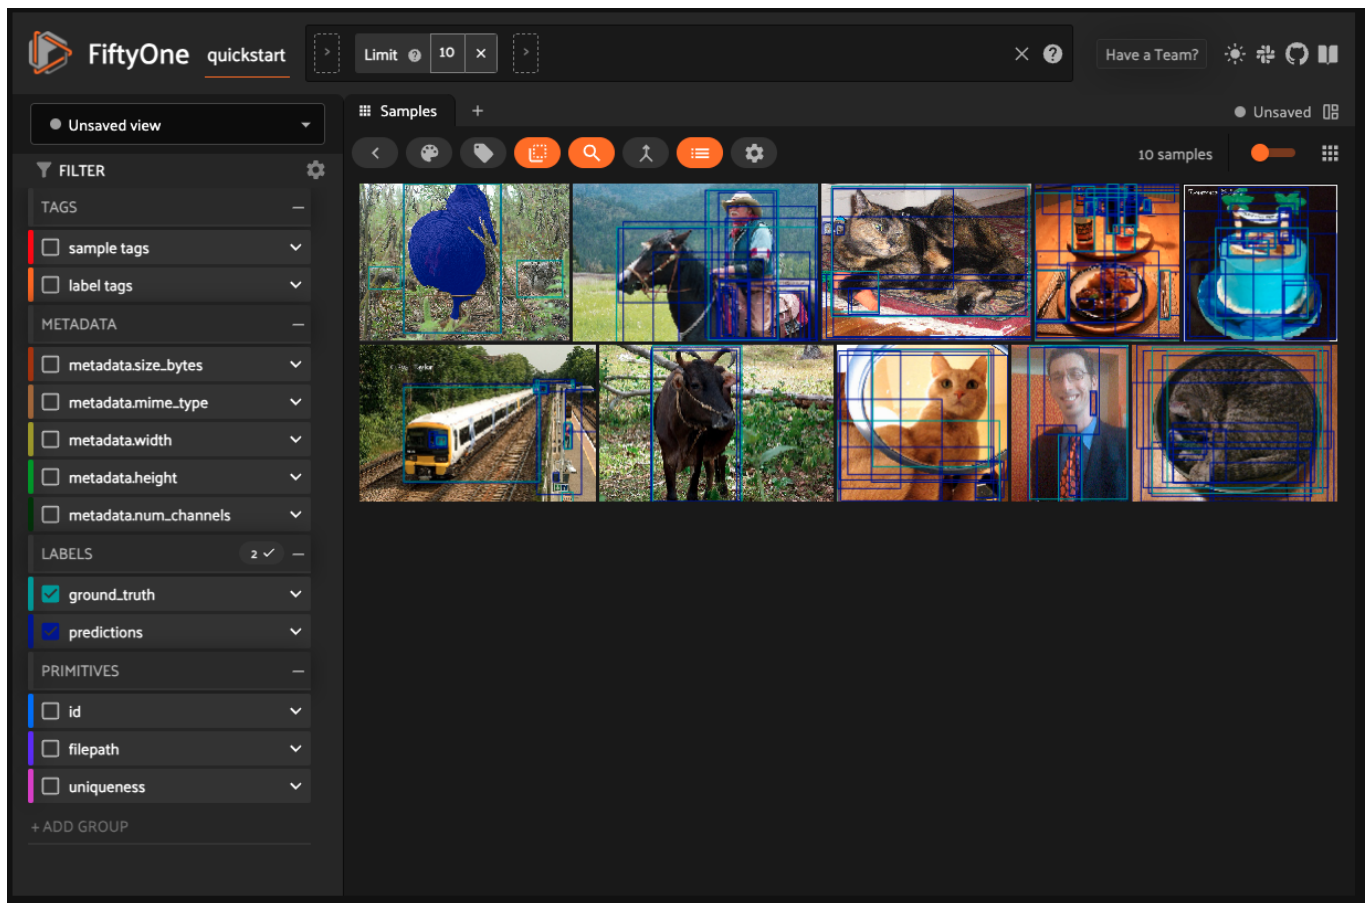 FiftyOne quickstart Limit 10 Have a Team?
Unsaved view
Samples
Unsaved
FILTER
10 samples
TAGS
sample tags
label tags
METADATA
metadata.size_bytes
metadata.mime_type
metadata.width
metadata.height
metadata.num_channels
LABELS 2
ground_truth
predictions
PRIMITIVES
id
filepath
uniqueness
+ ADD GROUP